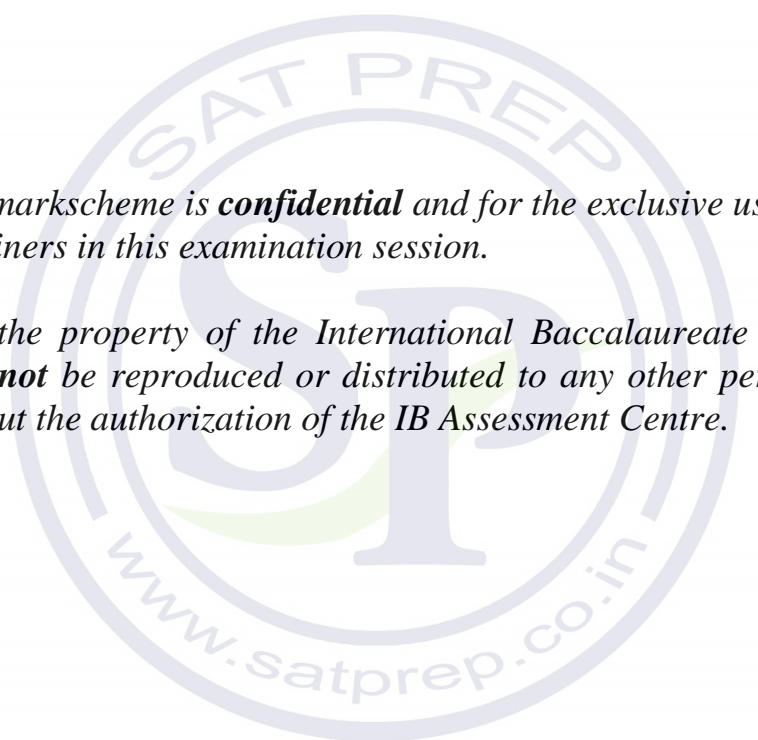 SAT PREP
markscheme is confidential and for the exclusive us
iners in this examination session.
the property of the International Baccalaureate
not be reproduced or distributed to any other per
ut the authorization of the IB Assessment Centre.
SP
www.satprep.co.in